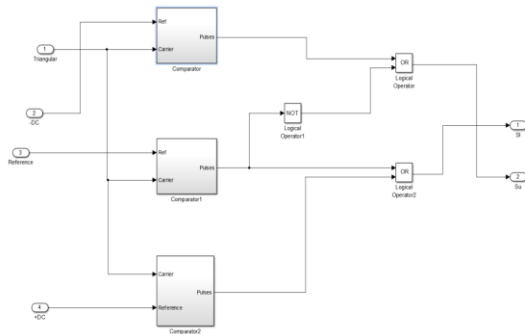 Ref
Pulses
Carrier
Comparator
1
Triangular
2
-DC
3
Reference
NOT
Logical
Operator1
OR
Logical
Operator
Ref
Pulses
Carrier
Comparator1
OR
Logical
Operator2
1
Sl
2
Su
Carrier
Pulses
Reference
Comparator2
4
+DC